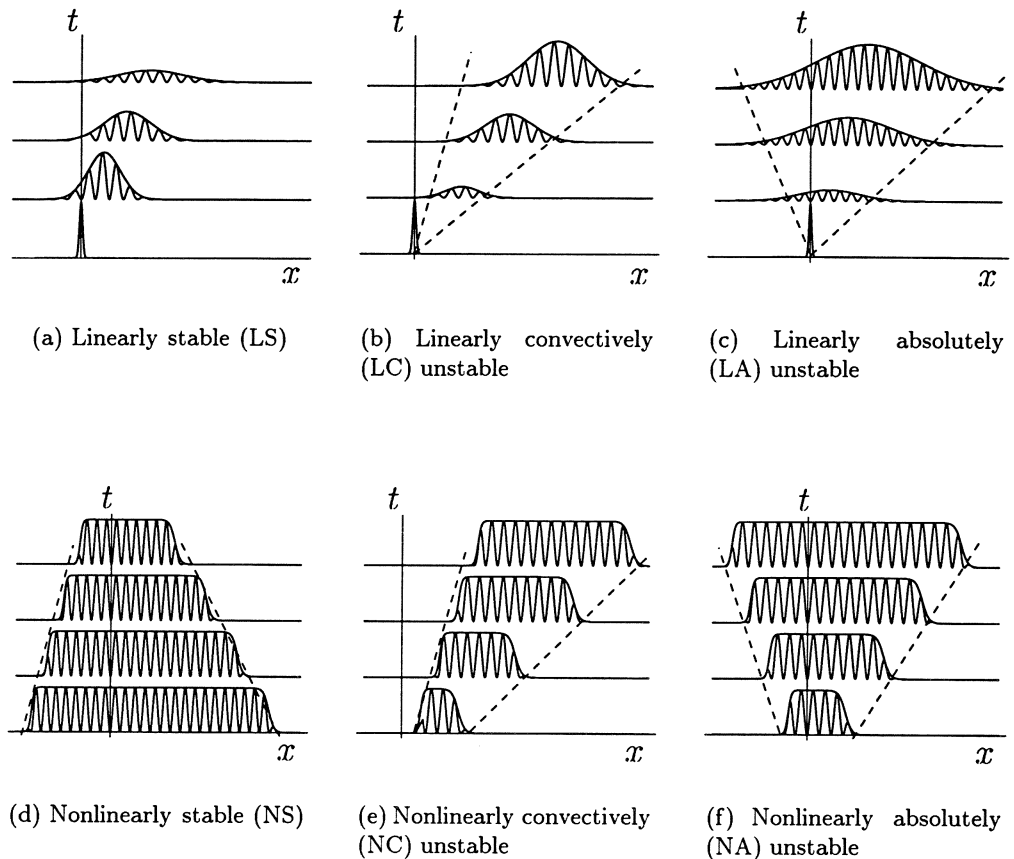 t
t
t
x
x
x
(a) Linearly stable (LS)
(b) Linearly convectively
(LC) unstable
(c) Linearly absolutely
(LA) unstable
t
t
t
x
x
x
(d) Nonlinearly stable (NS)
(e) Nonlinearly convectively
(NC) unstable
(f) Nonlinearly absolutely
(NA) unstable